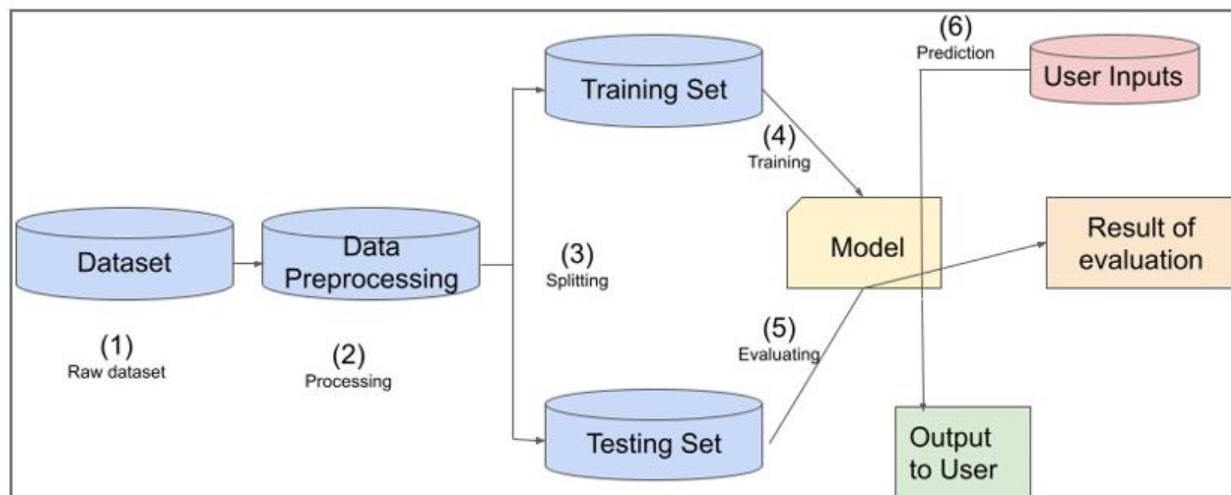 (6)
Prediction
User Inputs
Training Set
(4)
Training
Dataset
Data
Preprocessing
(3)
Splitting
Model
Result of
evaluation
(1)
Raw dataset
(2)
Processing
(5)
Evaluating
Testing Set
Output
to User